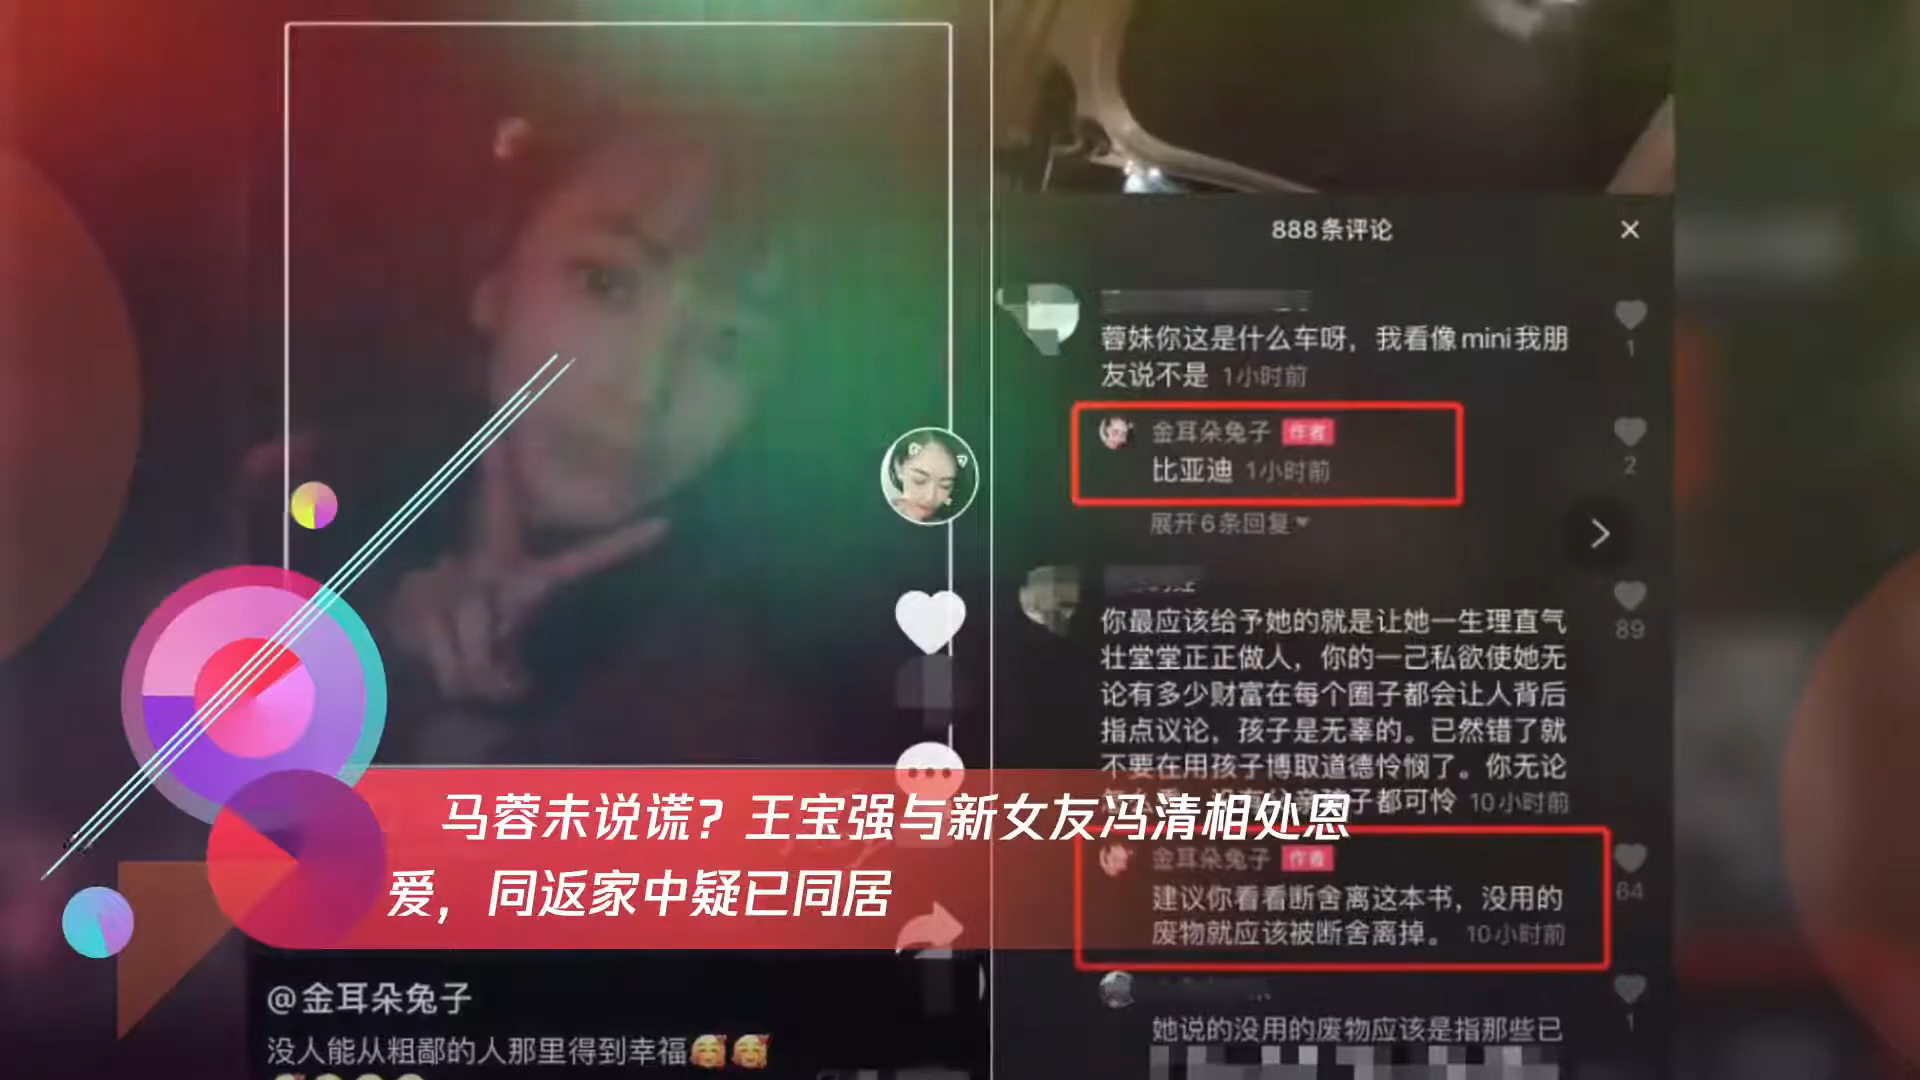 888条评论
蓉妹你这是什么车呀，我看像mini我朋
友说不是 1小时前
1
金耳朵兔子 作者
比亚迪 1小时前
2
展开6条回复
你最应该给予她的就是让她一生理直气
89
壮堂堂正正做人，你的一己私欲使她无
论有多少财富在每个圈子都会让人背后
指点议论，孩子是无辜的。已然错了就
不要在用孩子博取道德怜悯了。你无论
子都可怜 10小时前
马蓉未说谎？王宝强与新女友冯清相处恩
爱，同返家中疑已同居
金耳朵兔子 作者
建议你看看断舍离这本书，没用的
64
废物就应该被断舍离掉。 10小时前
她说的没用的废物应该是指那些已
1
@金耳朵兔子
没人能从粗鄙的人那里得到幸福🥰🥰